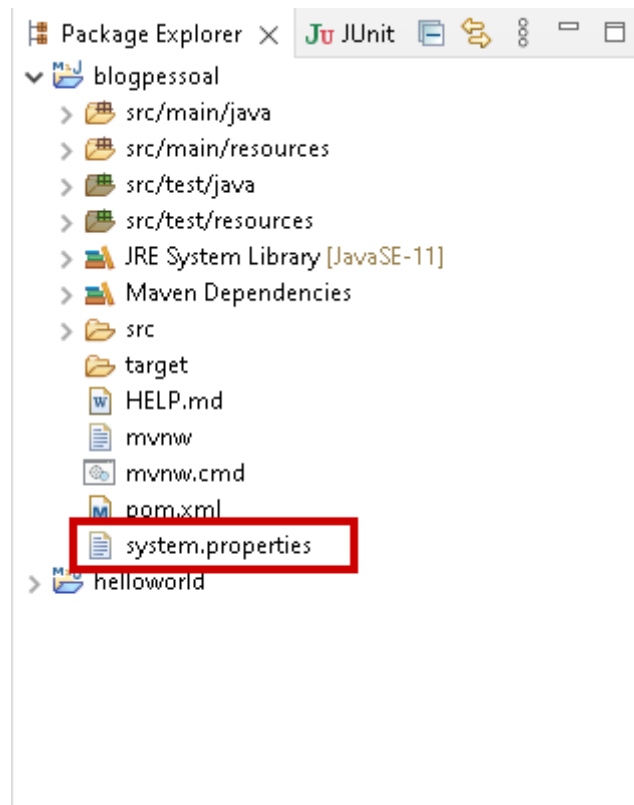 Package Explorer JUnit
blogpessoal
src/main/java
src/main/resources
src/test/java
src/test/resources
JRE System Library [JavaSE-11]
Maven Dependencies
src
target
HELP.md
mvnw
mvnw.cmd
pom.xml
system.properties
helloworld